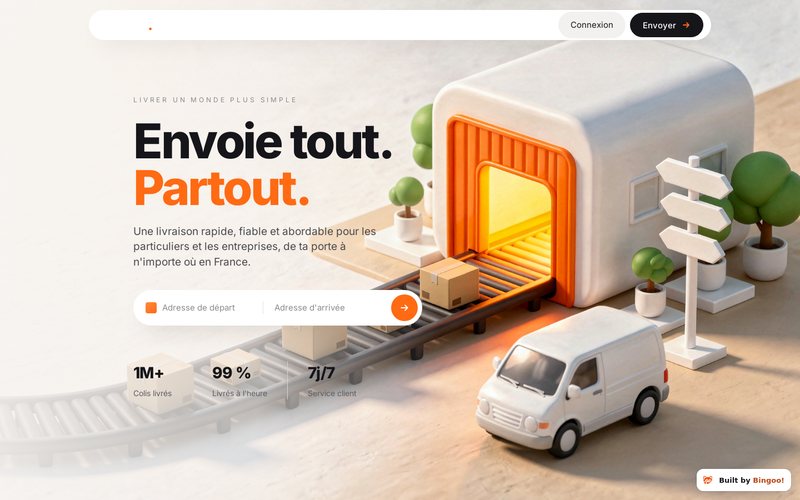 Connexion
Envoyer
LIVRER UN MONDE PLUS SIMPLE
Envoie tout.
Partout.
Une livraison rapide, fiable et abordable pour les
particuliers et les entreprises, de ta porte à
n'importe où en France.
Adresse de départ
Adresse d'arrivée
1M+
99 %
7j/7
Colis livrés
Livrés à l'heure
Service client
Built by Bingoo!